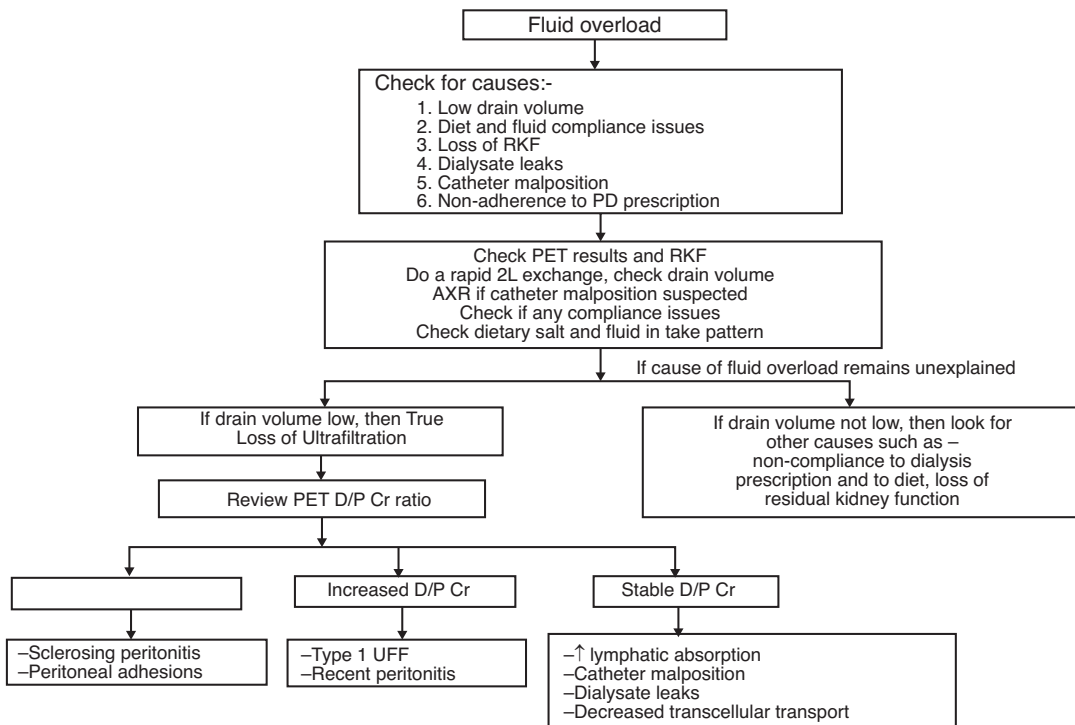 Fluid overload
Check for causes:-
1. Low drain volume
2. Diet and fluid compliance issues
3. Loss of RKF
4. Dialysate leaks
5. Catheter malposition
6. Non-adherence to PD prescription
Check PET results and RKF
Do a rapid 2L exchange, check drain volume
AXR if catheter malposition suspected
Check if any compliance issues
Check dietary salt and fluid in take pattern
If cause of fluid overload remains unexplained
If drain volume low, then True
Loss of Ultrafiltration
If drain volume not low, then look for
other causes such as –
non-compliance to dialysis
prescription and to diet, loss of
residual kidney function
Review PET D/P Cr ratio
Increased D/P Cr
Stable D/P Cr
–Sclerosing peritonitis
–Peritoneal adhesions
–Type 1 UFF
–Recent peritonitis
–↑ lymphatic absorption
–Catheter malposition
–Dialysate leaks
–Decreased transcellular transport